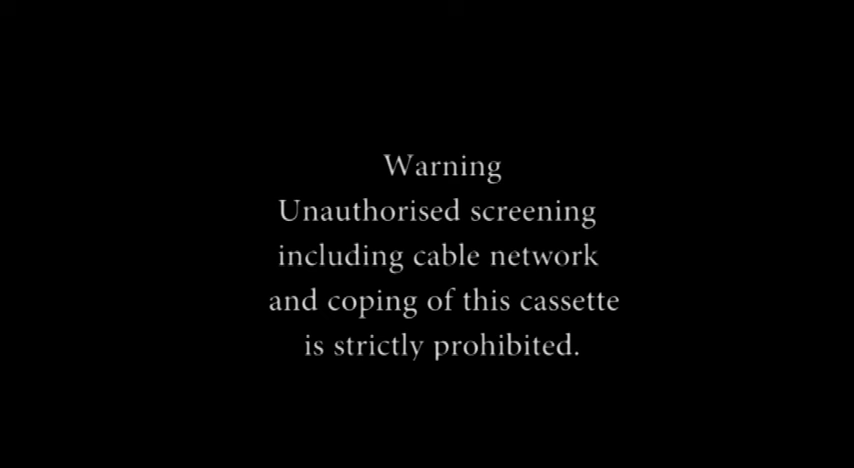 Warning
Unauthorised screening
including cable network
and coping of this cassette
is strictly prohibited.